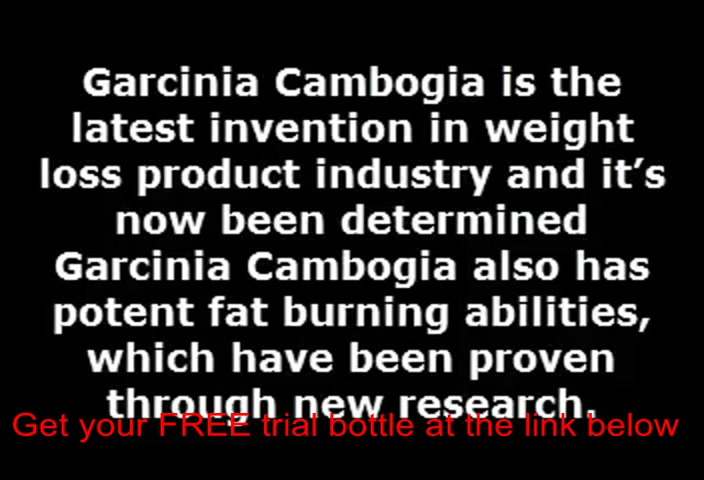 Garcinia Cambogia is the
latest invention in weight
loss product industry and it’s
now been determined
Garcinia Cambogia also has
potent fat burning abilities,
which have been proven
through new research.
Get your FREE trial bottle at the link below